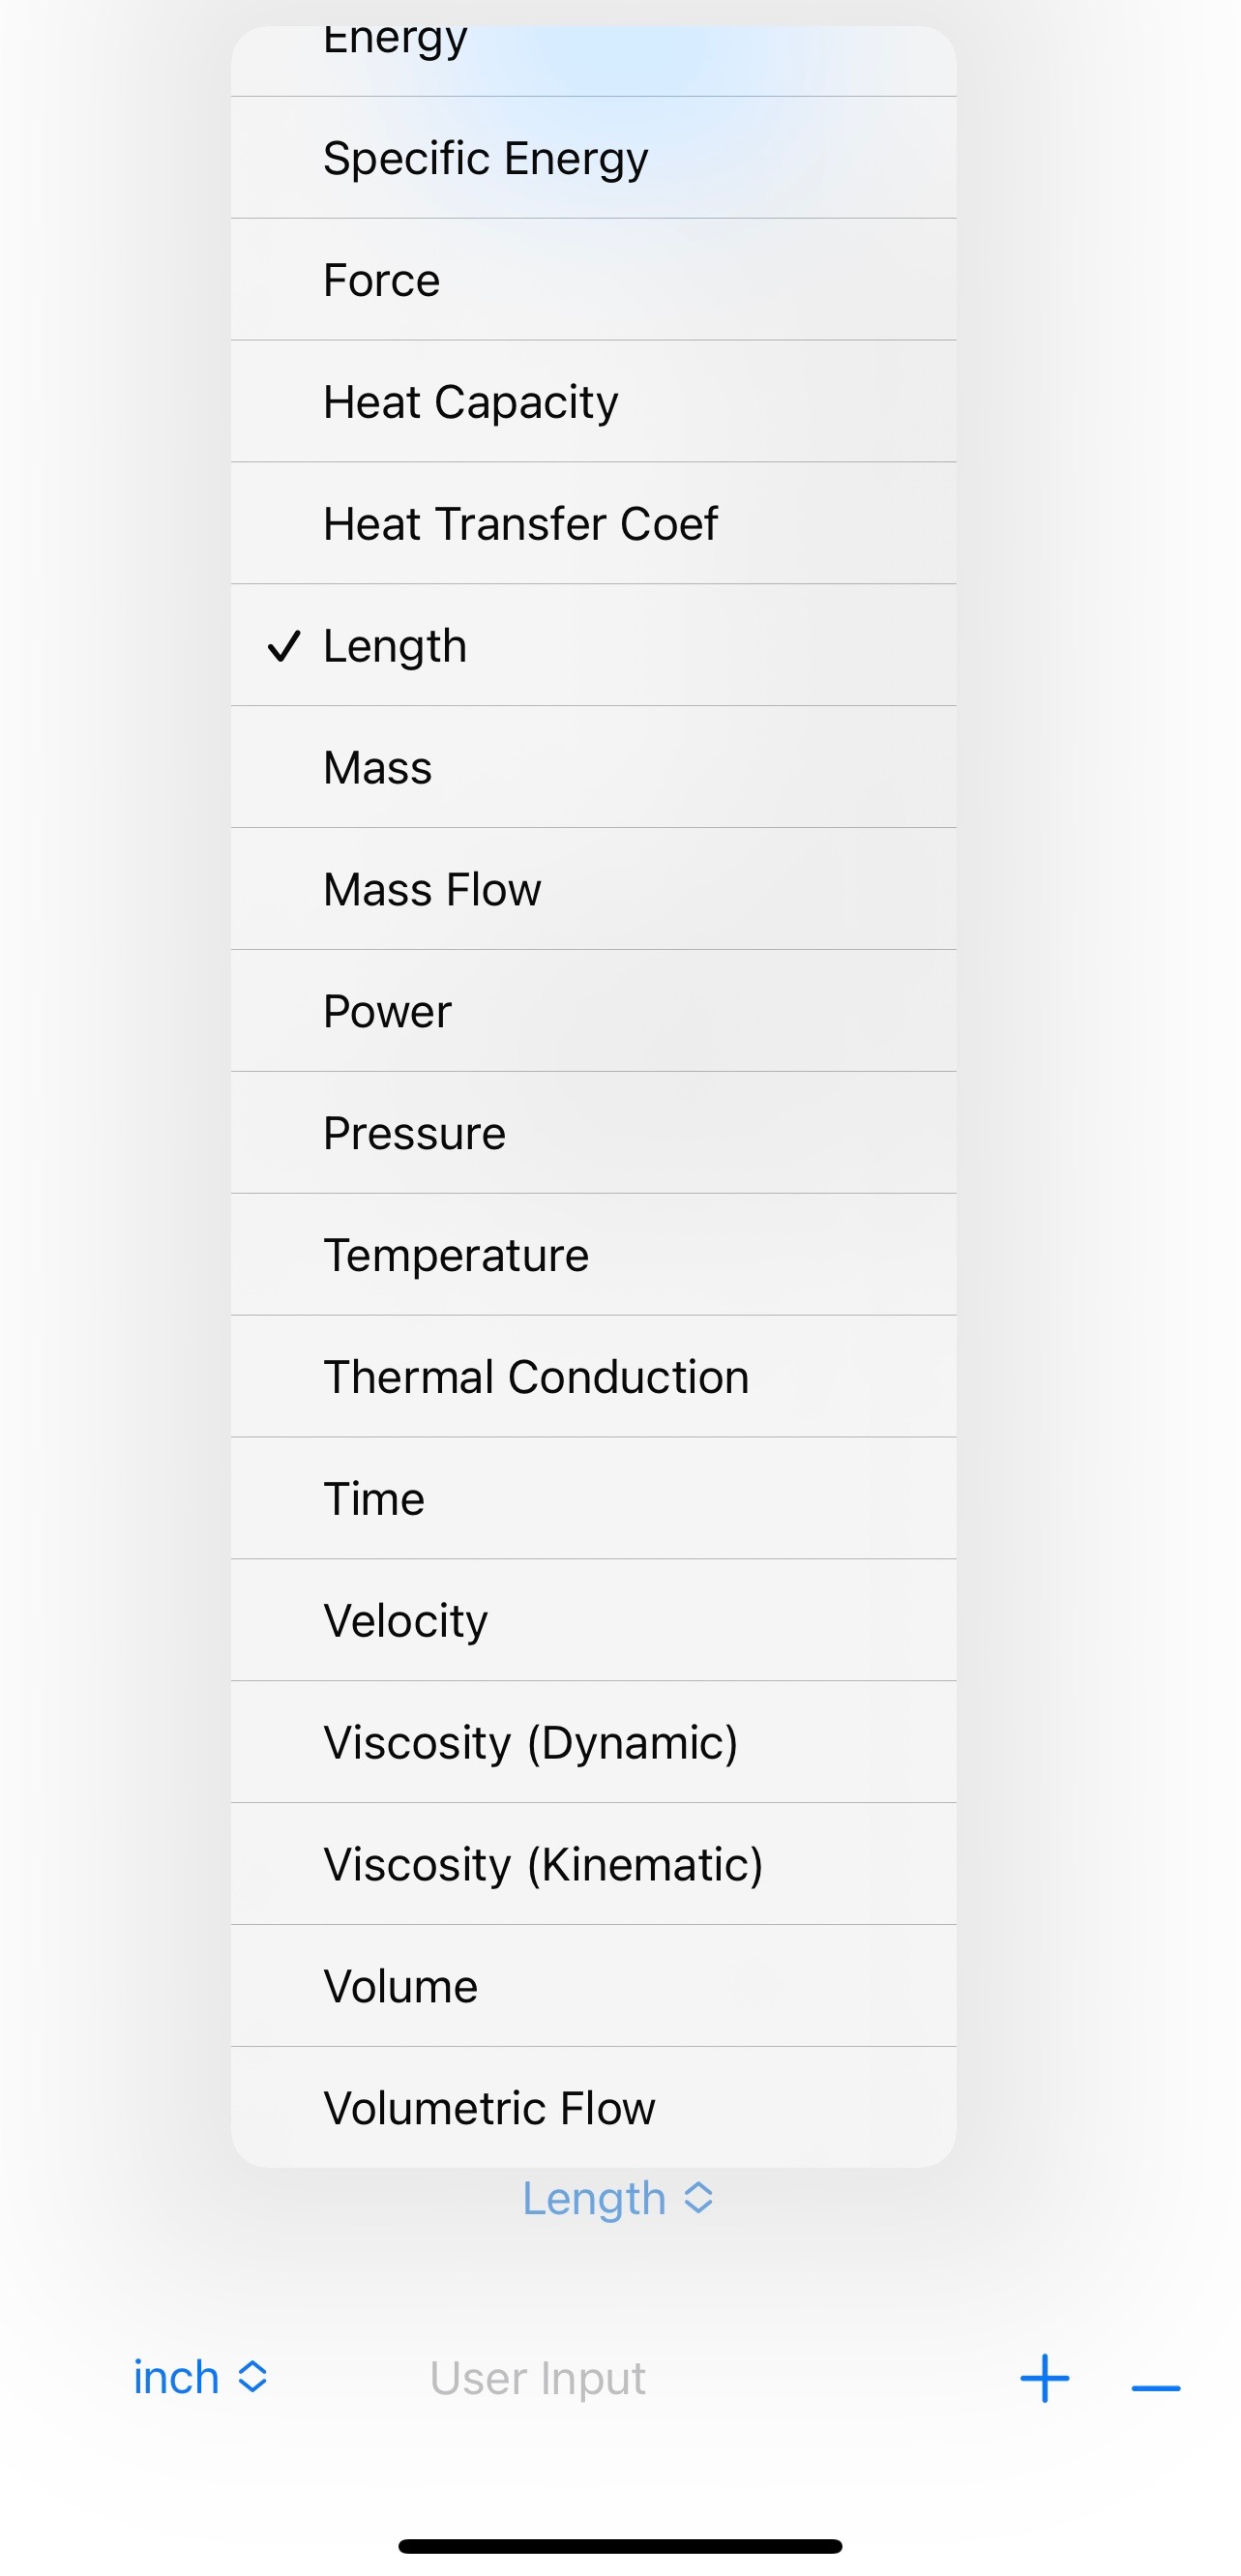 Energy
Specific Energy
Force
Heat Capacity
Heat Transfer Coef
Length
Mass
Mass Flow
Power
Pressure
Temperature
Thermal Conduction
Time
Velocity
Viscosity (Dynamic)
Viscosity (Kinematic)
Volume
Volumetric Flow
Length
inch User Input